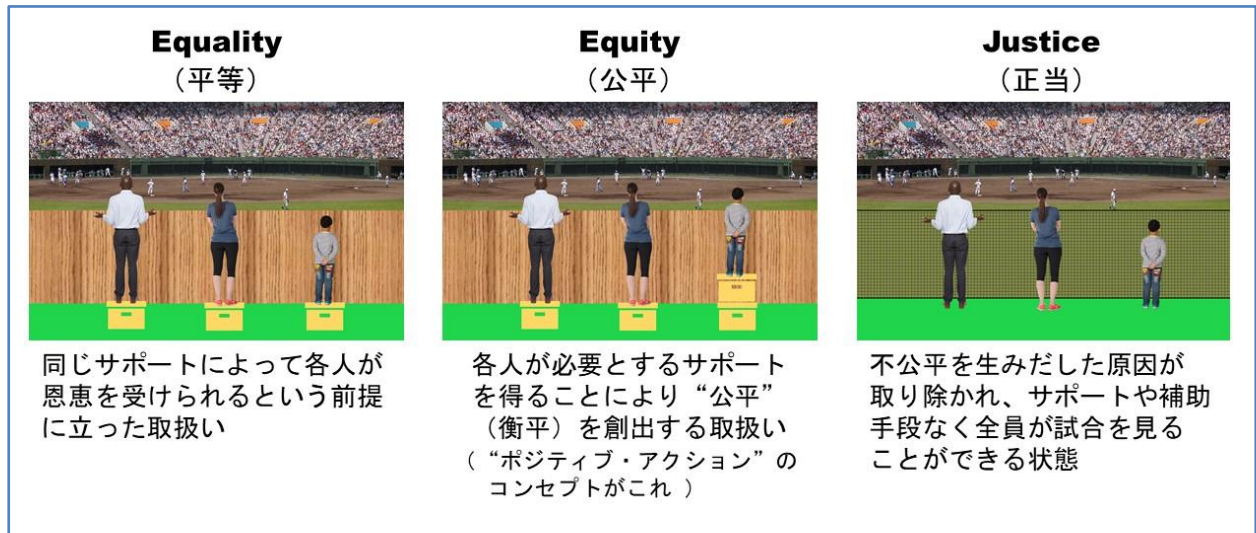 Equality
（平等）
同じサポートによって各人が
恩恵を受けられるという前提
に立った取扱い
Equity
（公平）
各人が必要とするサポート
を得ることにより“公平”
（衡平）を創出する取扱い
（“ポジティブ・アクション”の
コンセプトがこれ ）
Justice
（正当）
不公平を生みだした原因が
取り除かれ、サポートや補助
手段なく全員が試合を見る
ことができる状態